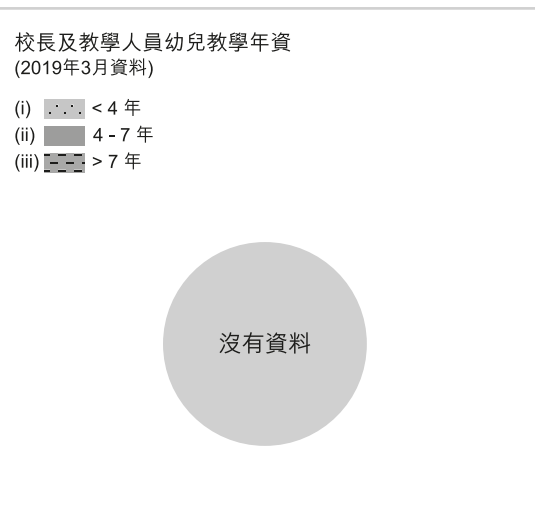 校長及教學人員幼兒教學年資
(2019年3月資料)
(i) < 4 年
(ii) 4 - 7 年
(iii) > 7 年
沒有資料